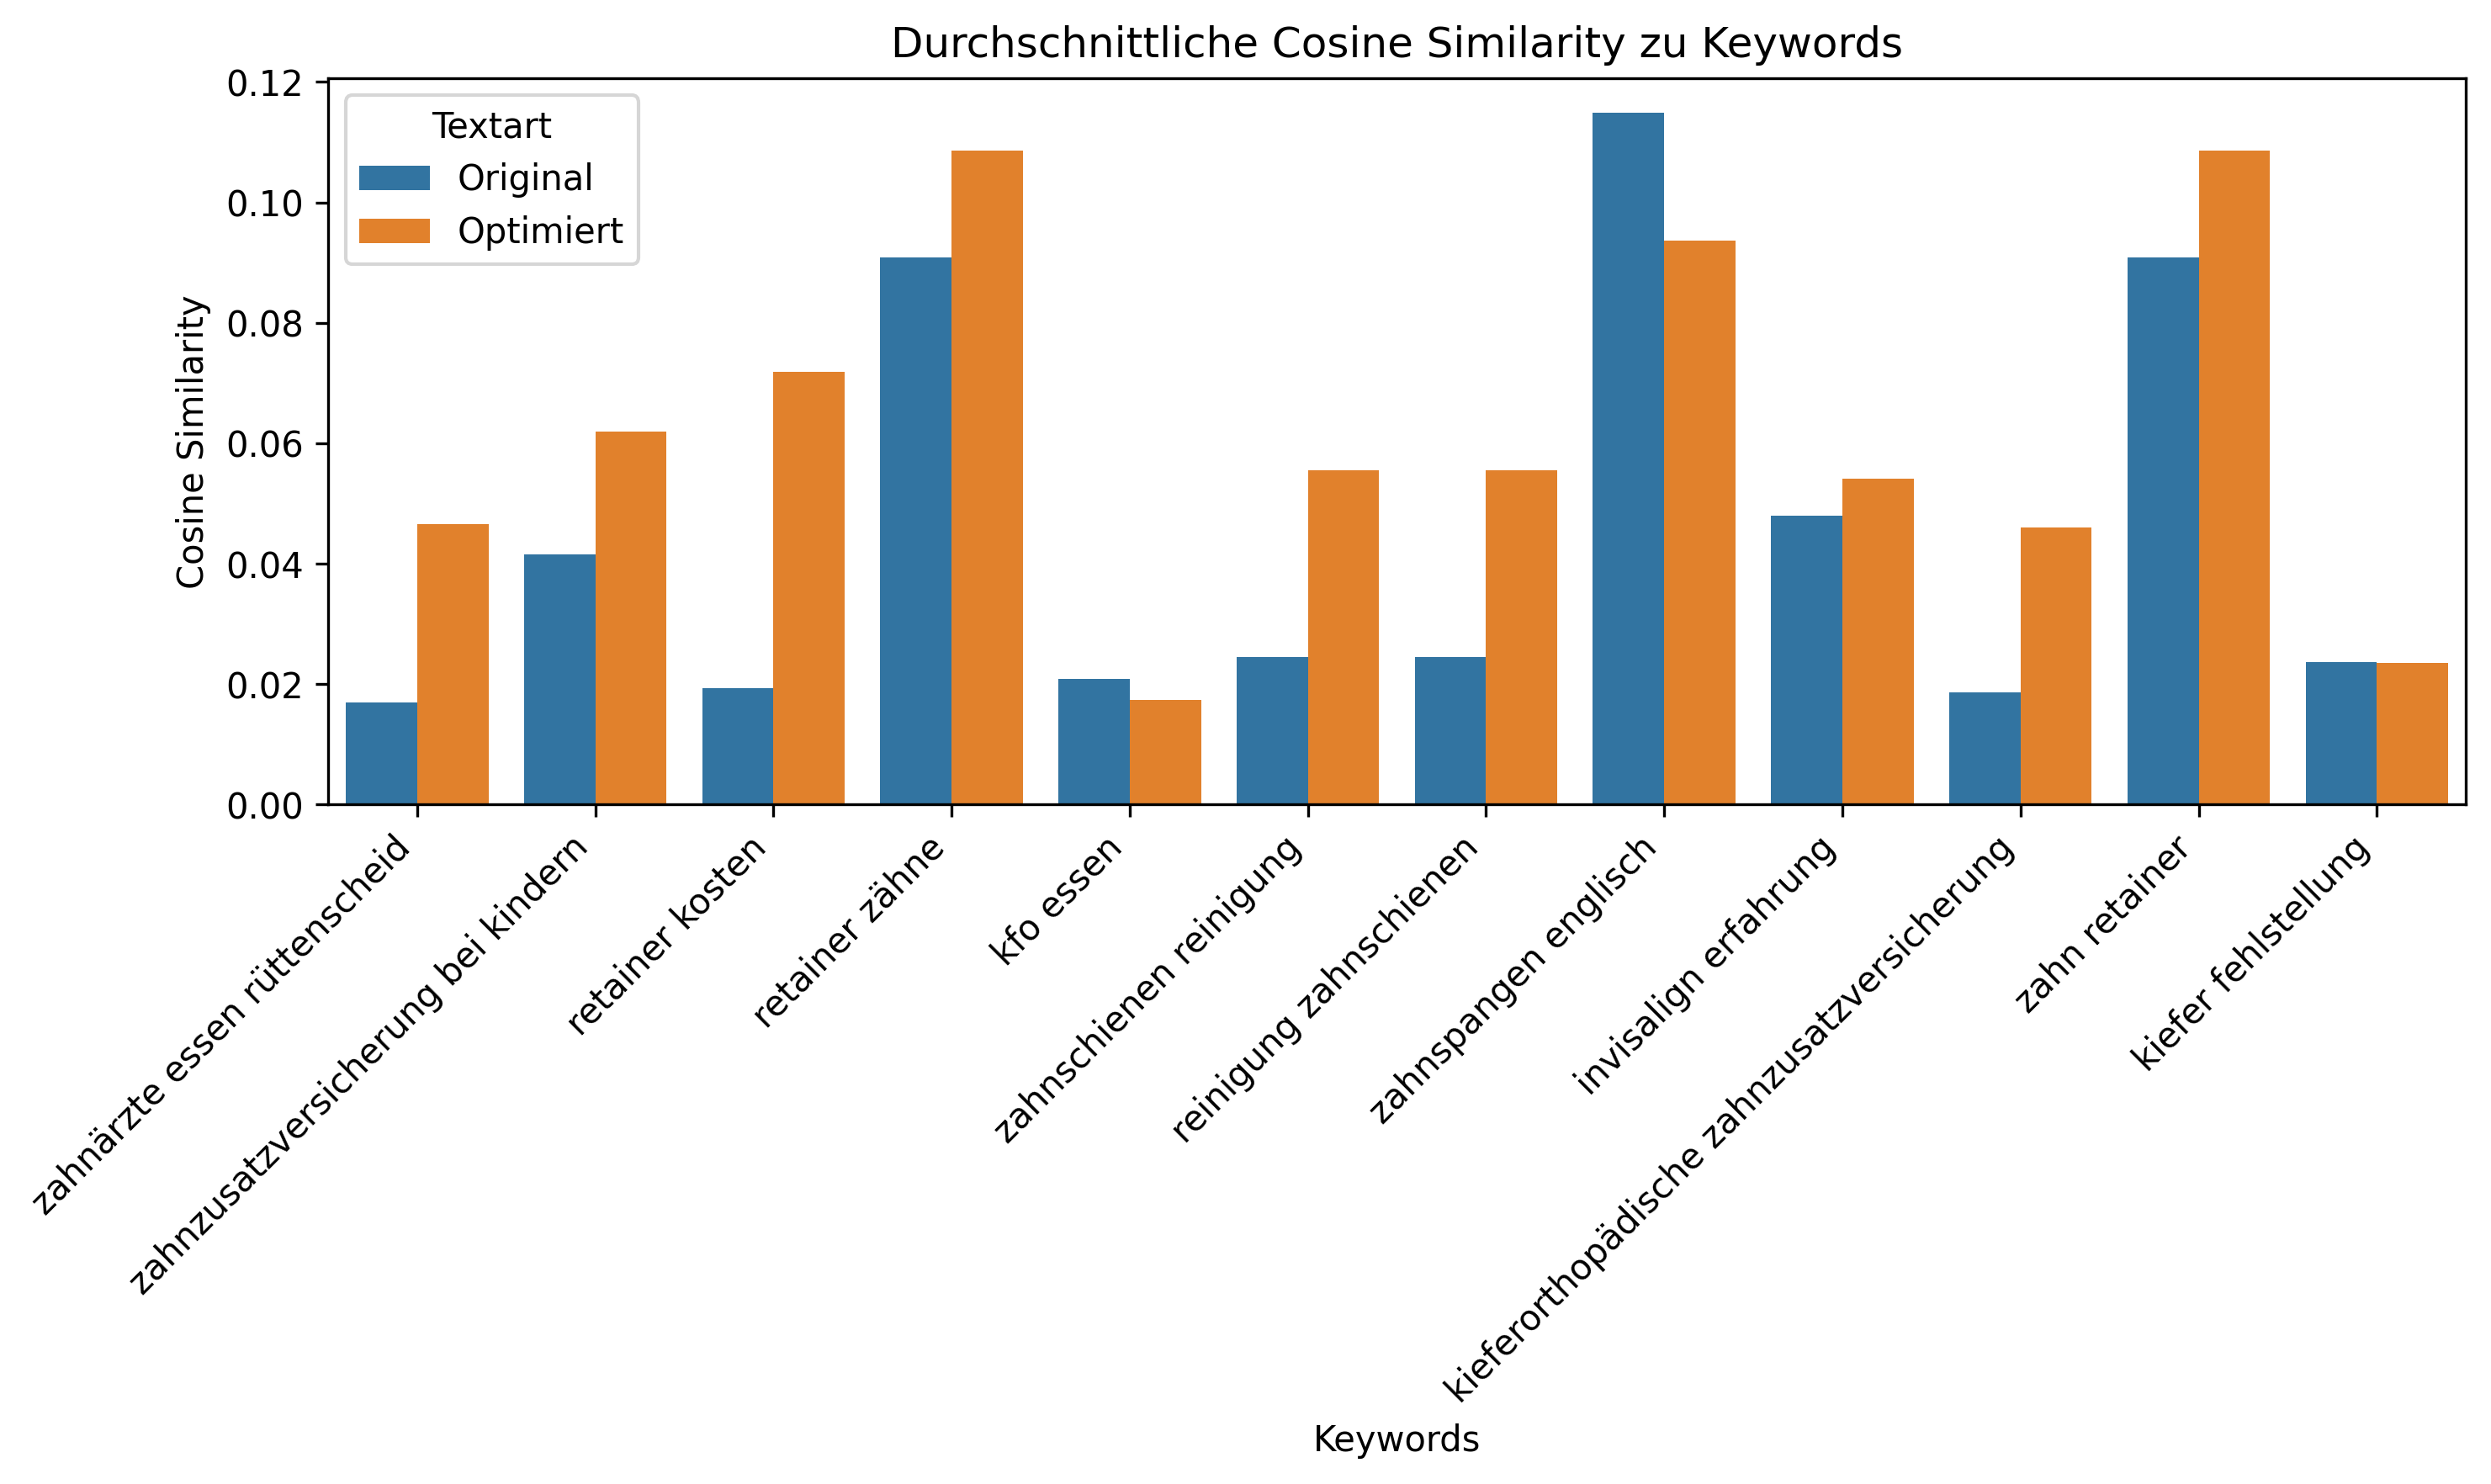 Durchschnittliche Cosine Similarity zu Keywords
Textart
Original
Optimiert
Cosine Similarity
0.12
0.10
0.08
0.06
0.04
0.02
0.00
zahnärzte essen rüttenscheid
zahnzusatzversicherung bei kindern
retainer kosten
retainer zähne
kfo essen
zahnschienen reinigung
reinigung zahnschienen
zahnspangen englisch
invisalign erfahrung
kieferorthopädische zahnzusatzversicherung
zahn retainer
kiefer fehlstellung
Keywords